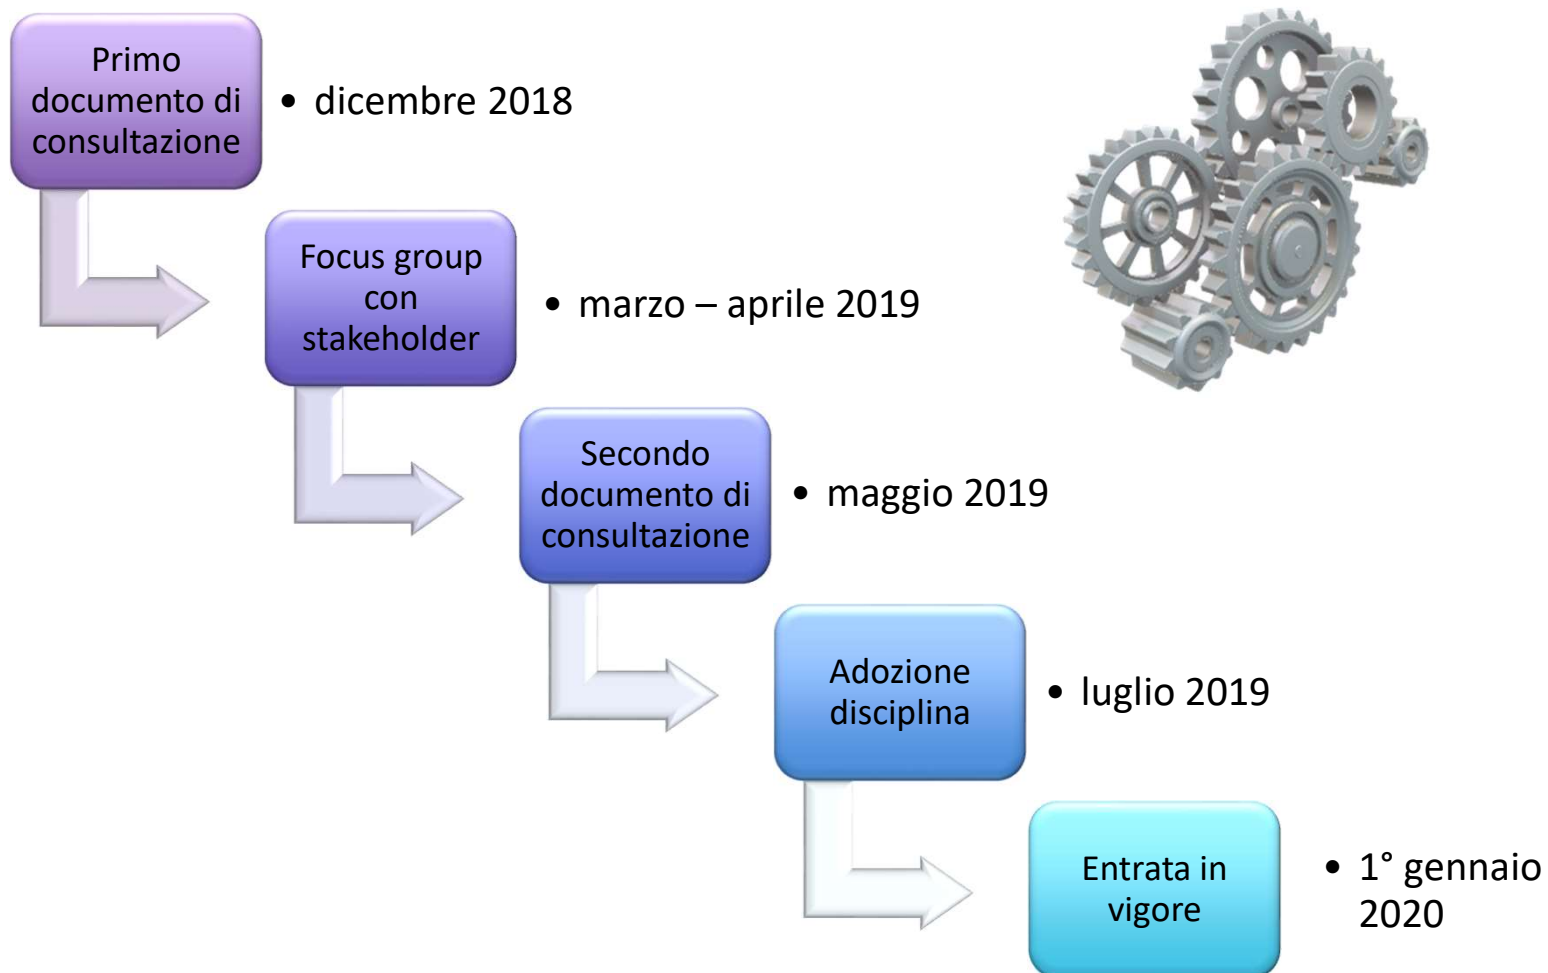 Primo
documento di
consultazione
• dicembre 2018
Focus group
con
stakeholder
• marzo – aprile 2019
Secondo
documento di
consultazione
• maggio 2019
Adozione
disciplina
• luglio 2019
Entrata in
vigore
• 1° gennaio
2020